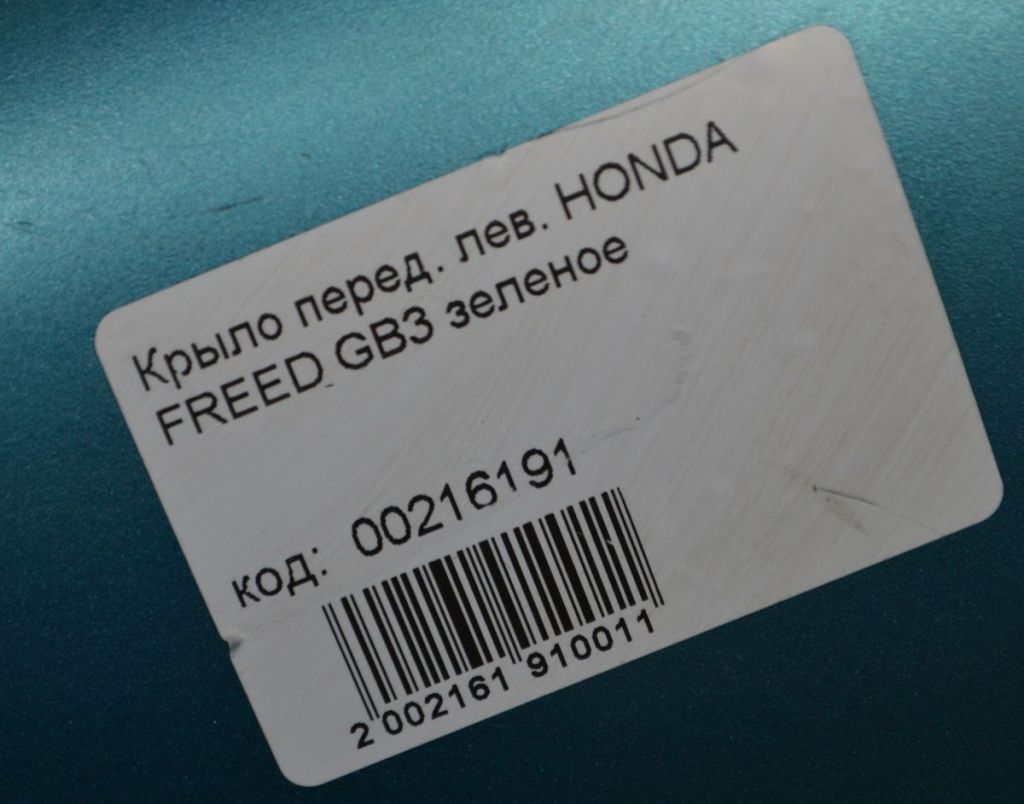 Крыло перед. лев. HONDA
FREED GB3 зеленое
код: 00216191
2 002161 910011